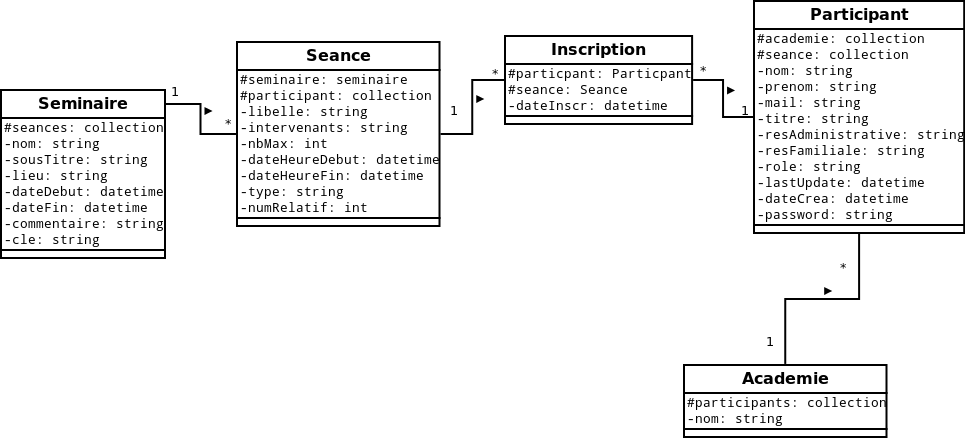 Seminaire
#seances: collection
-nom: string
-sousTitre: string
-lieu: string
-dateDebut: datetime
-dateFin: datetime
-commentaire: string
-cle: string
1
*
Seance
#seminaire: seminaire
#participant: collection
-libelle: string
-intervenants: string
-nbMax: int
-dateHeureDebut: datetime
-dateHeureFin: datetime
-type: string
-numRelatif: int
1
*
Inscription
#particpant: Particpant
#seance: Seance
-dateInscr: datetime
*
1
Participant
#academie: collection
#seance: collection
-nom: string
-prenom: string
-mail: string
-titre: string
-resAdministrative: string
-resFamiliale: string
-role: string
-lastUpdate: datetime
-dateCrea: datetime
-password: string
*
1
Academie
#participants: collection
-nom: string